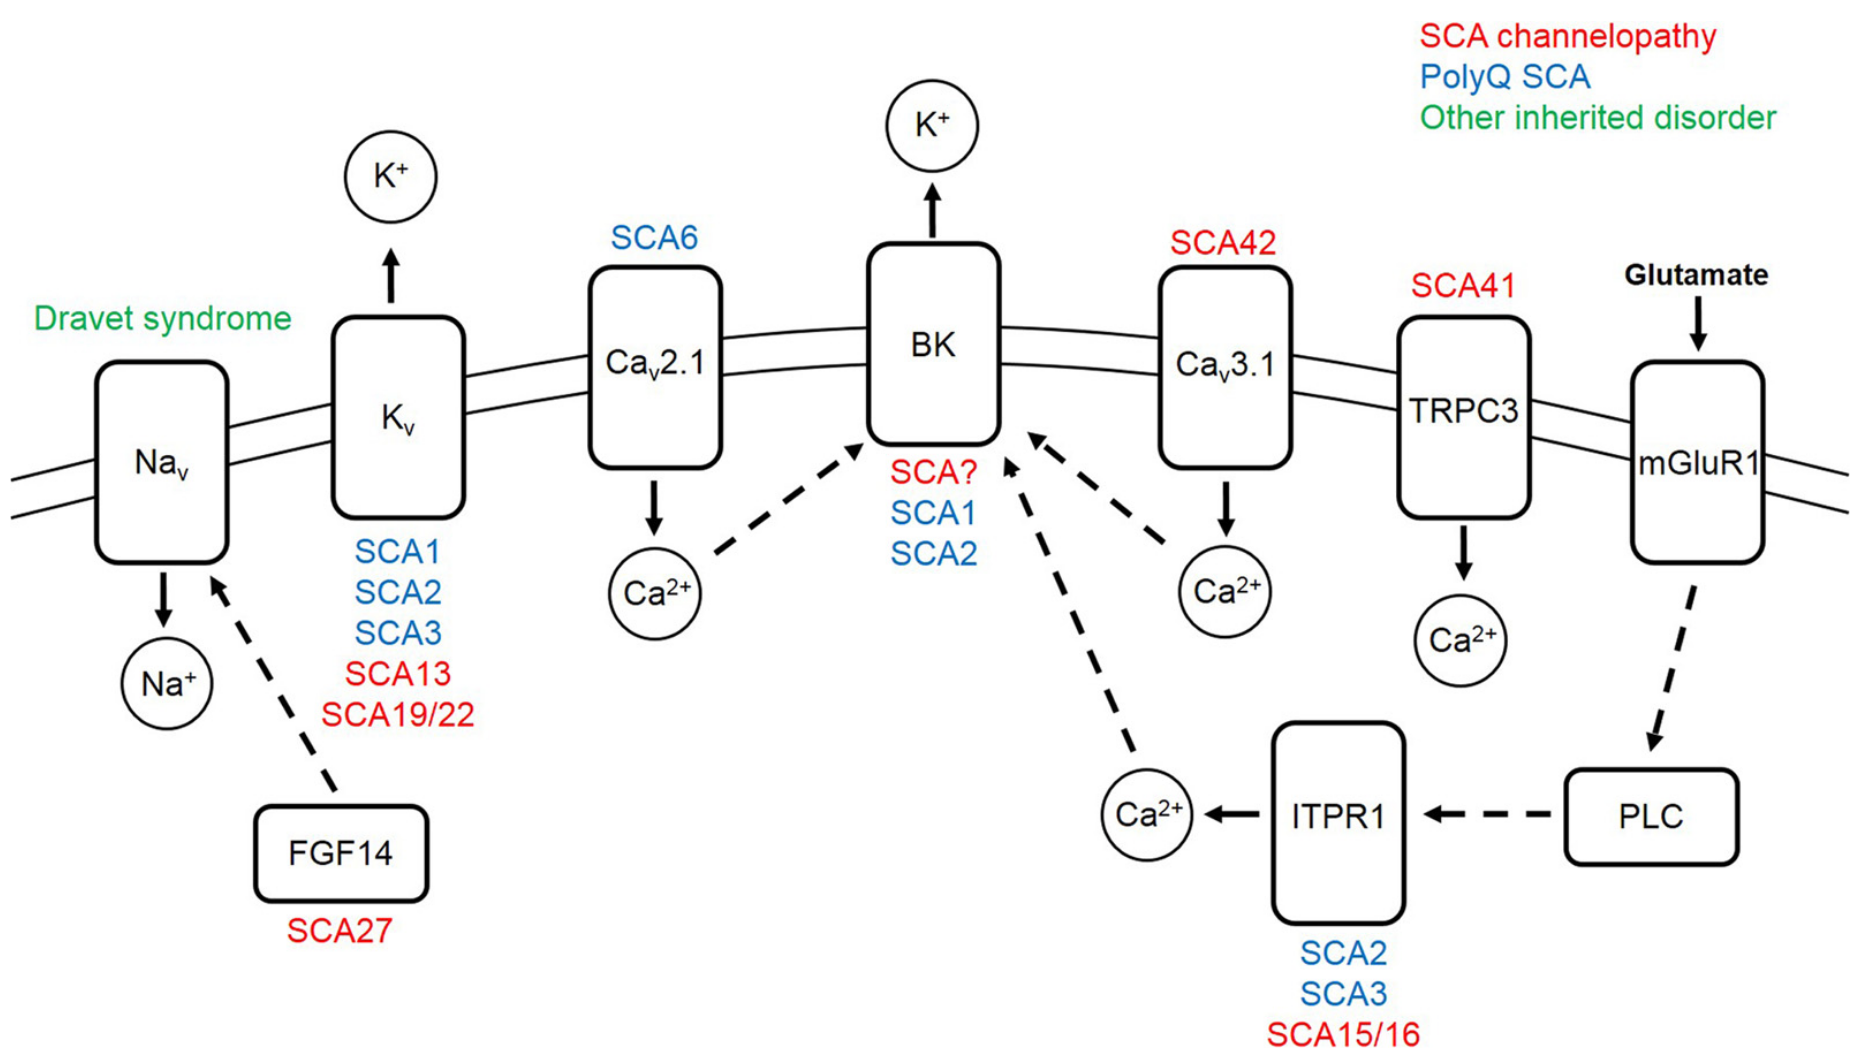 SCA channelopathy
PolyQ SCA
Other inherited disorder
K⁺
K⁺
SCA6
SCA42
Glutamate
SCA41
Dravet syndrome
BK
Caᵥ2.1
Caᵥ3.1
TRPC3
Kᵥ
Naᵥ
mGluR1
SCA?
SCA1
SCA2
SCA1
SCA2
SCA3
SCA13
SCA19/22
Ca²⁺
Ca²⁺
Ca²⁺
Na⁺
Ca²⁺
ITPR1
PLC
FGF14
SCA27
SCA2
SCA3
SCA15/16